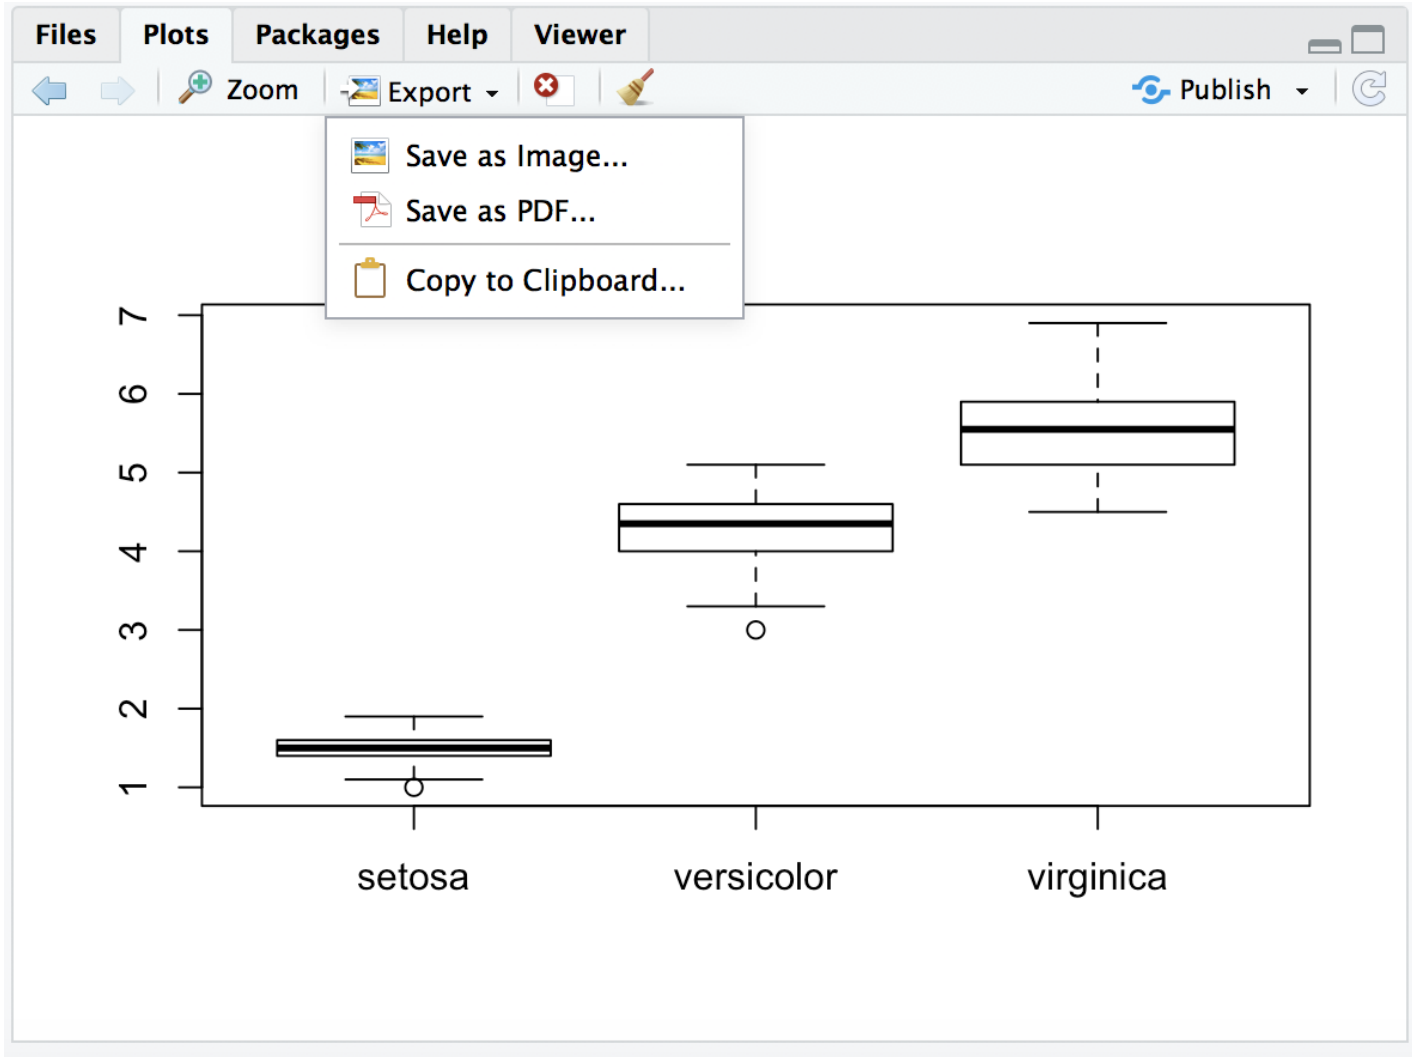 Files Plots Packages Help Viewer
Zoom Export Publish
Save as Image...
Save as PDF...
Copy to Clipboard...
7
6
5
4
3
2
1
setosa versicolor virginica